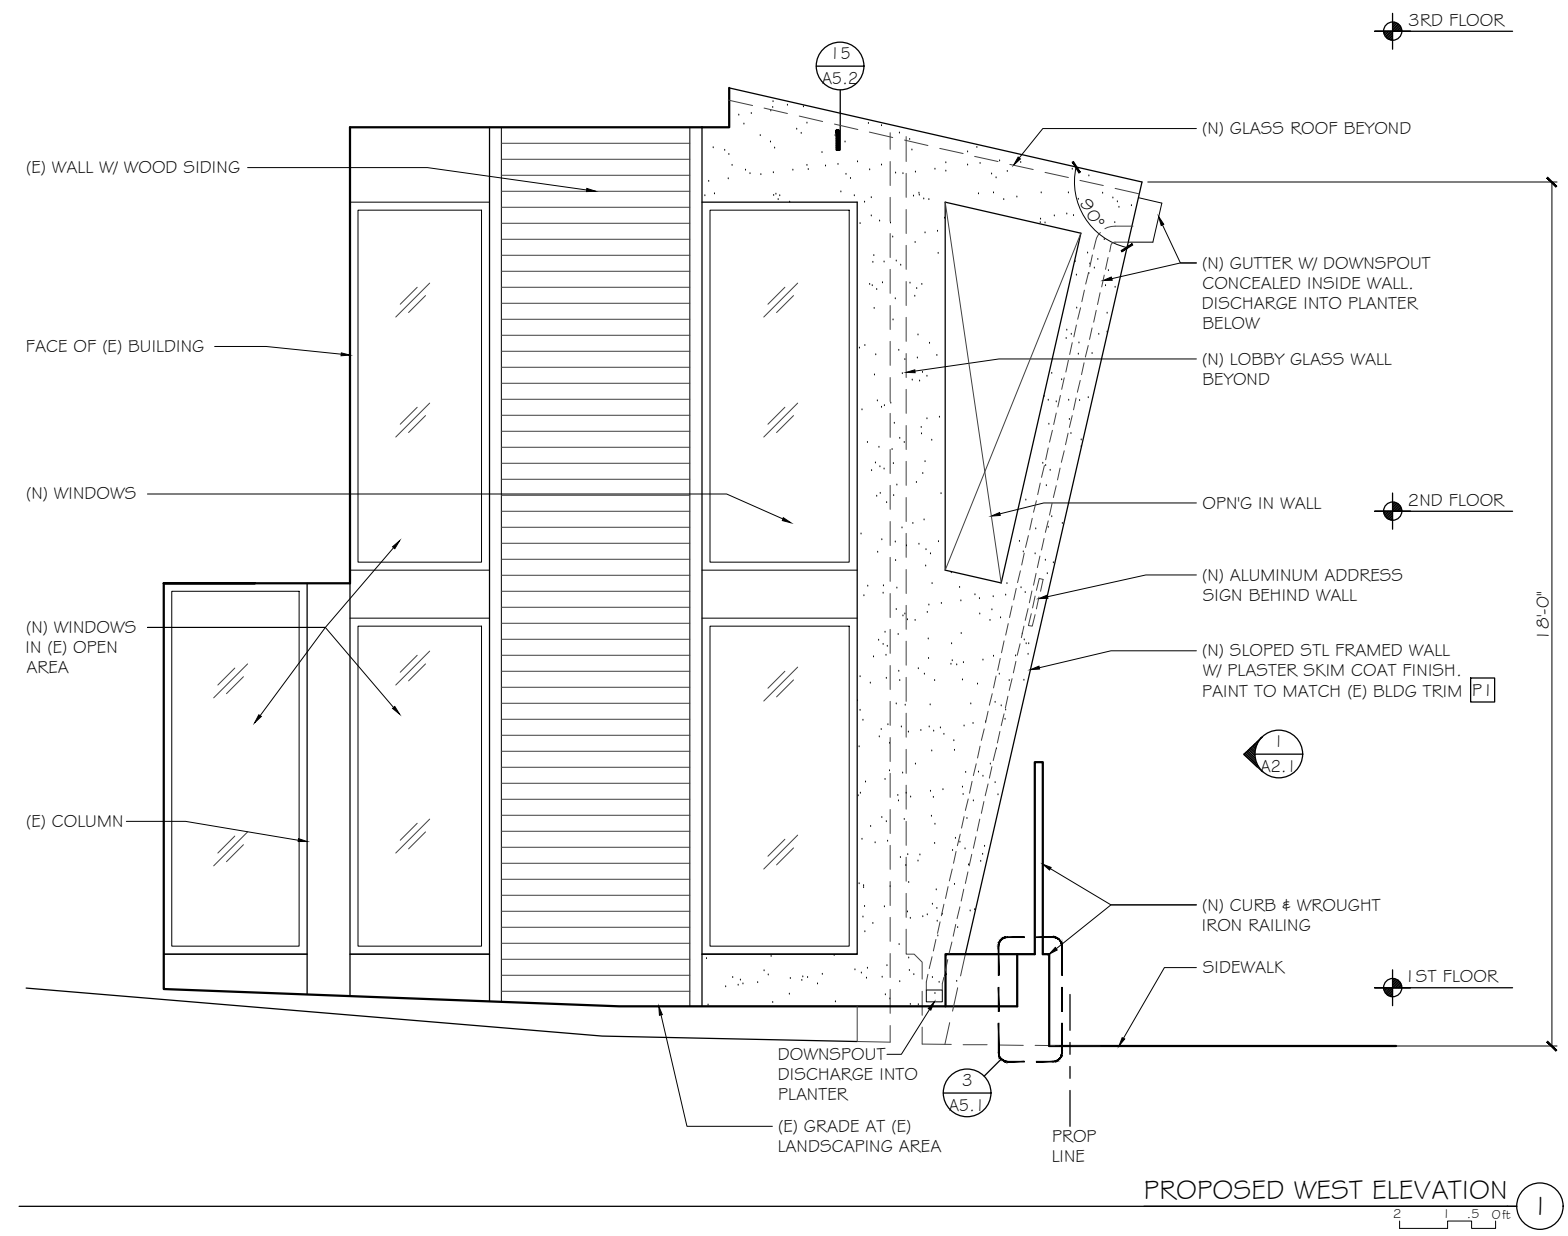 3RD FLOOR
15
A5.2
(N) GLASS ROOF BEYOND
(E) WALL W/ WOOD SIDING
90°
(N) GUTTER W/ DOWNSPOUT
CONCEALED INSIDE WALL.
DISCHARGE INTO PLANTER
BELOW
FACE OF (E) BUILDING
(N) LOBBY GLASS WALL
BEYOND
(N) WINDOWS
OPN'G IN WALL
2ND FLOOR
(N) ALUMINUM ADDRESS
SIGN BEHIND WALL
18'-0"
(N) WINDOWS
IN (E) OPEN
AREA
(N) SLOPED STL FRAMED WALL
W/ PLASTER SKIM COAT FINISH.
PAINT TO MATCH (E) BLDG TRIM P1
1
A2.1
(E) COLUMN
(N) CURB & WROUGHT
IRON RAILING
SIDEWALK
1ST FLOOR
DOWNSPOUT
DISCHARGE INTO
PLANTER
3
A5.1
(E) GRADE AT (E)
LANDSCAPING AREA
PROP
LINE
PROPOSED WEST ELEVATION
1
2 1 .5 0ft